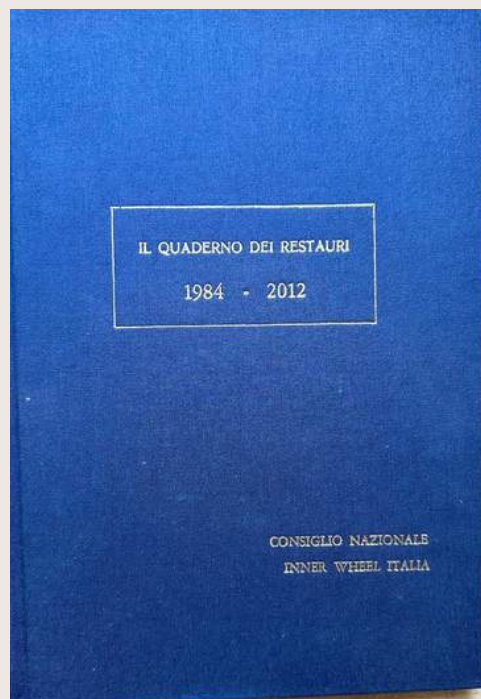 IL QUADERNO DEI RESTAURI
1984 - 2012
CONSIGLIO NAZIONALE
INNER WHEEL ITALIA